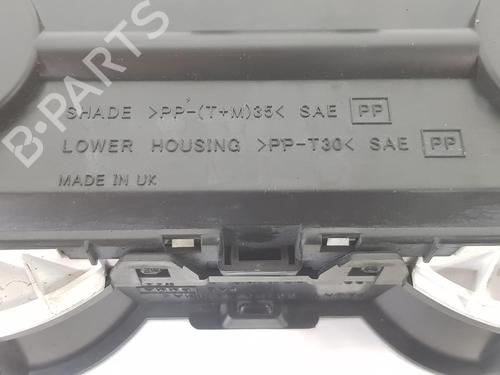 B-PARTS
SHADE >PP-(T+M)35< SAE PP
LOWER HOUSING >PP-T30< SAE PP
MADE IN UK